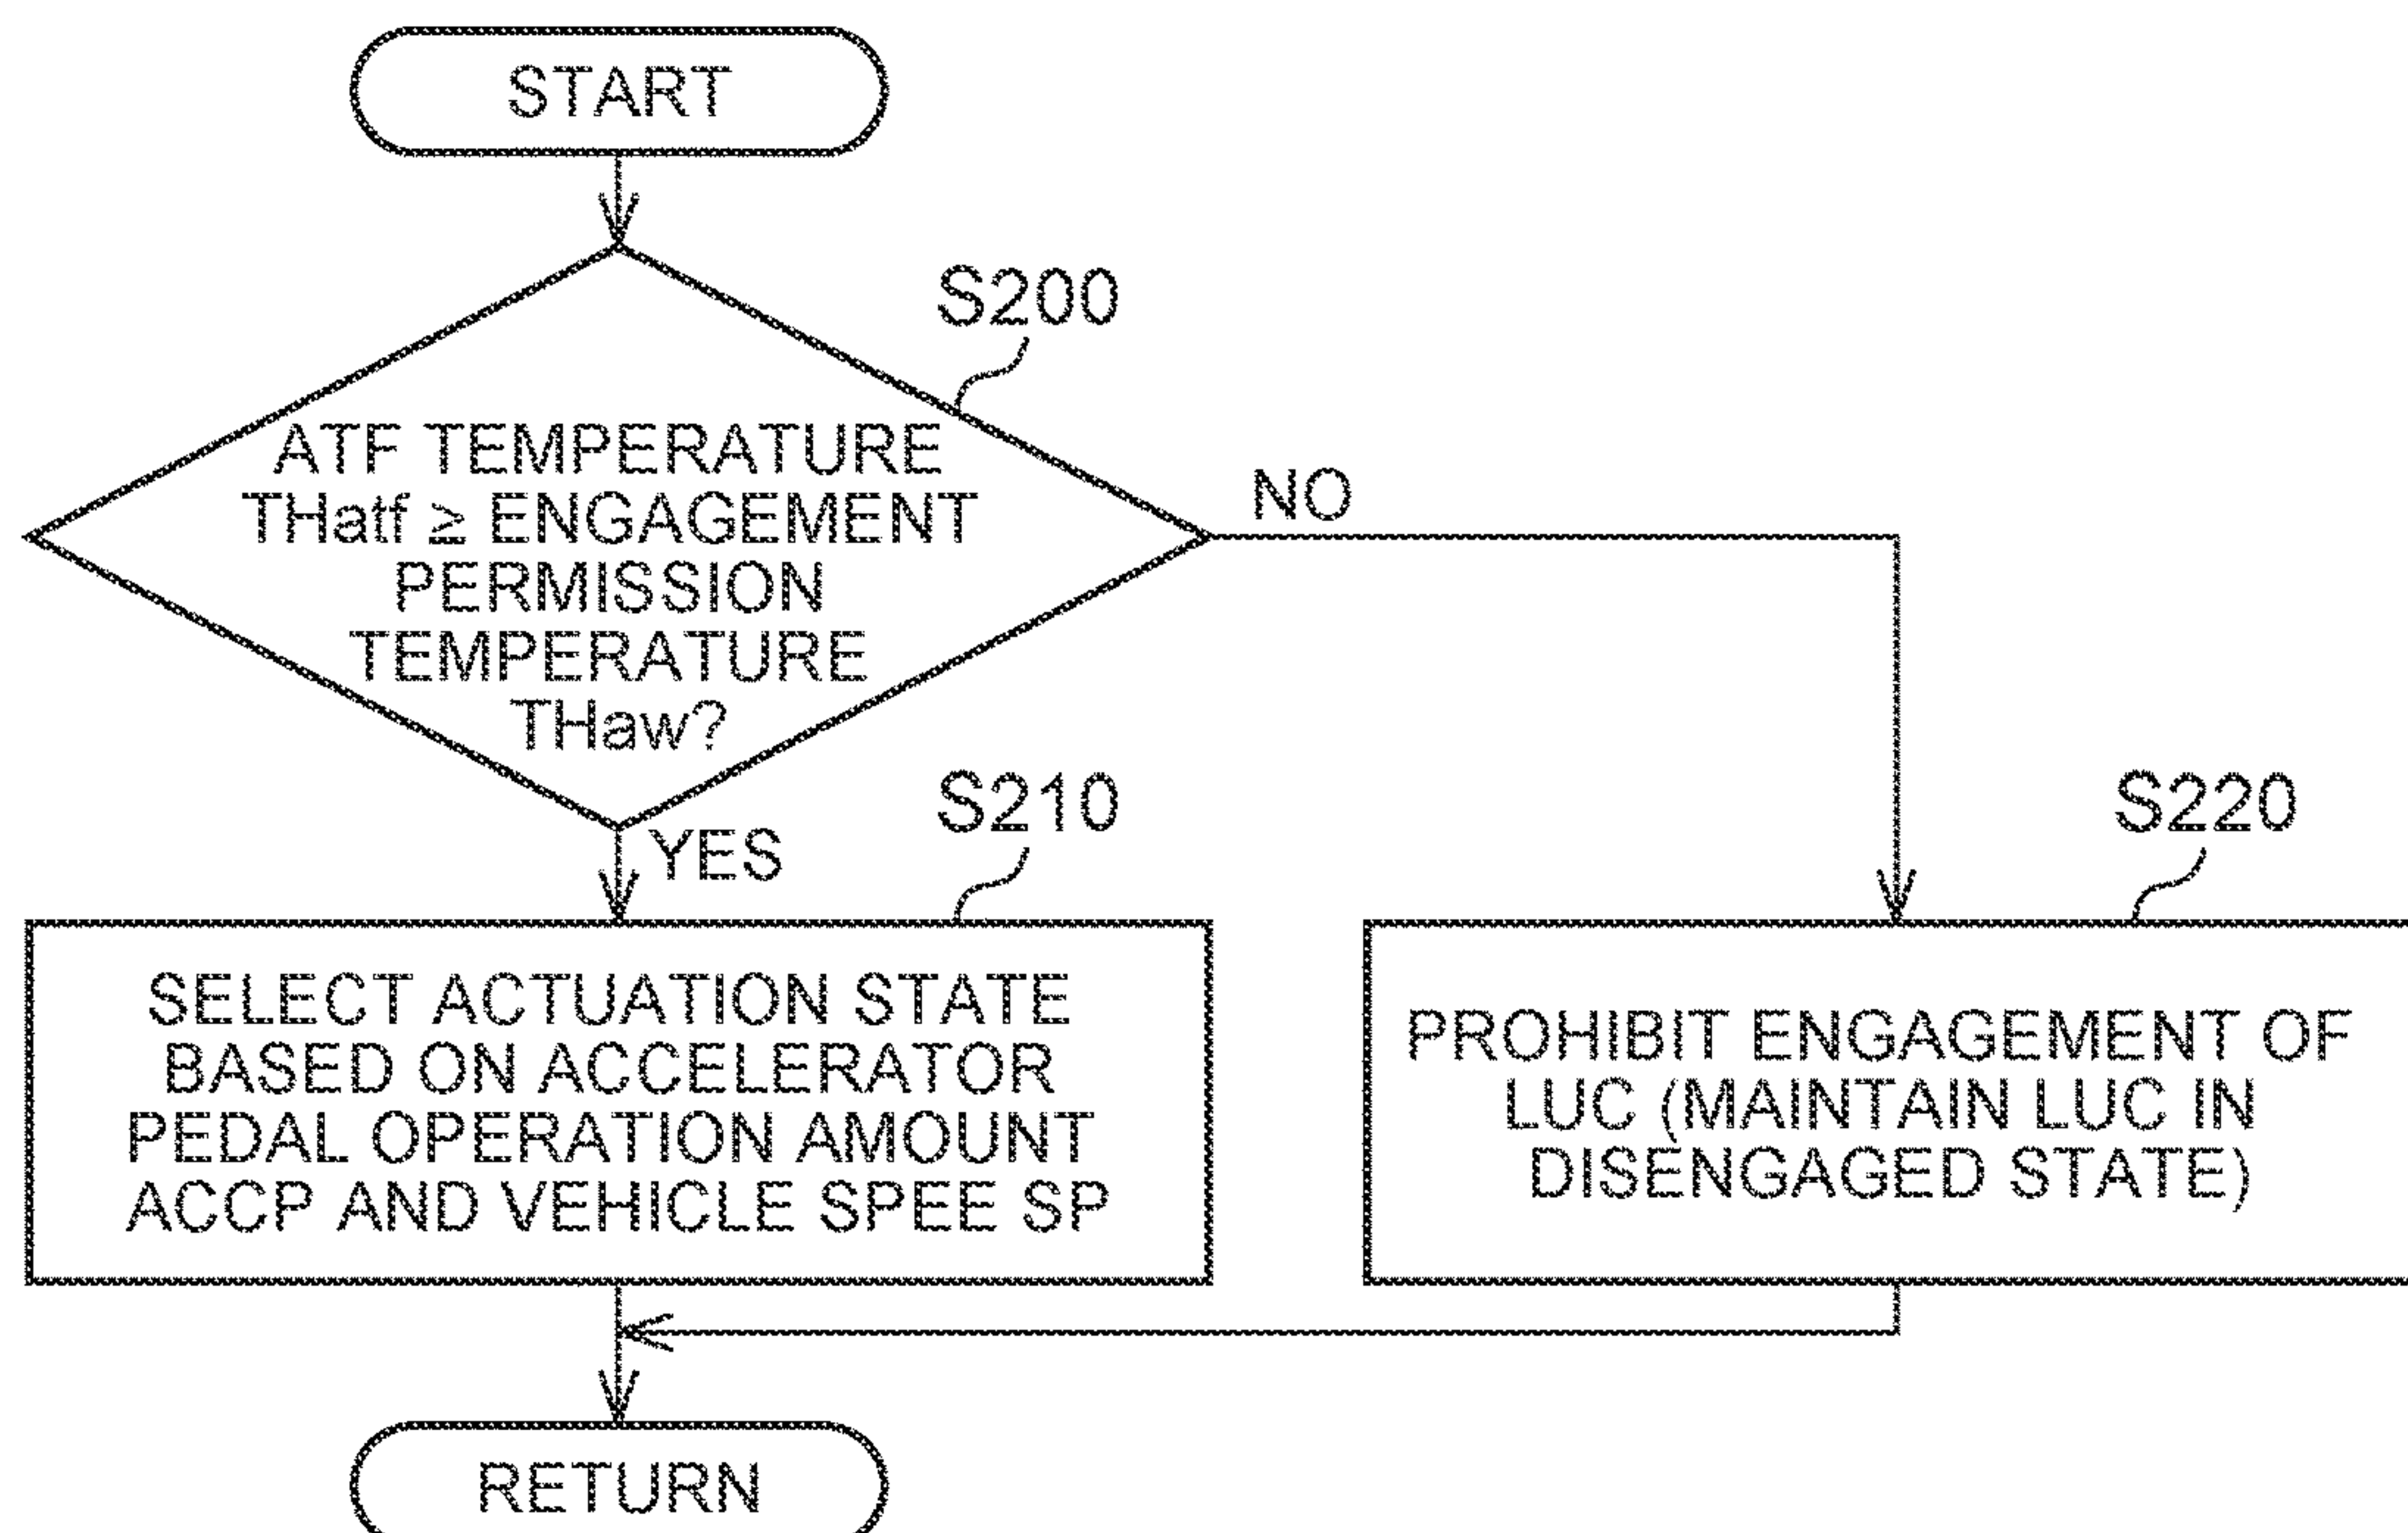 START
S200
ATF TEMPERATURE
THatf ≥ ENGAGEMENT
PERMISSION
TEMPERATURE
THaw?
NO
YES
S210
S220
SELECT ACTUATION STATE
BASED ON ACCELERATOR
PEDAL OPERATION AMOUNT
ACCP AND VEHICLE SPEE SP
PROHIBIT ENGAGEMENT OF
LUC (MAINTAIN LUC IN
DISENGAGED STATE)
RETURN